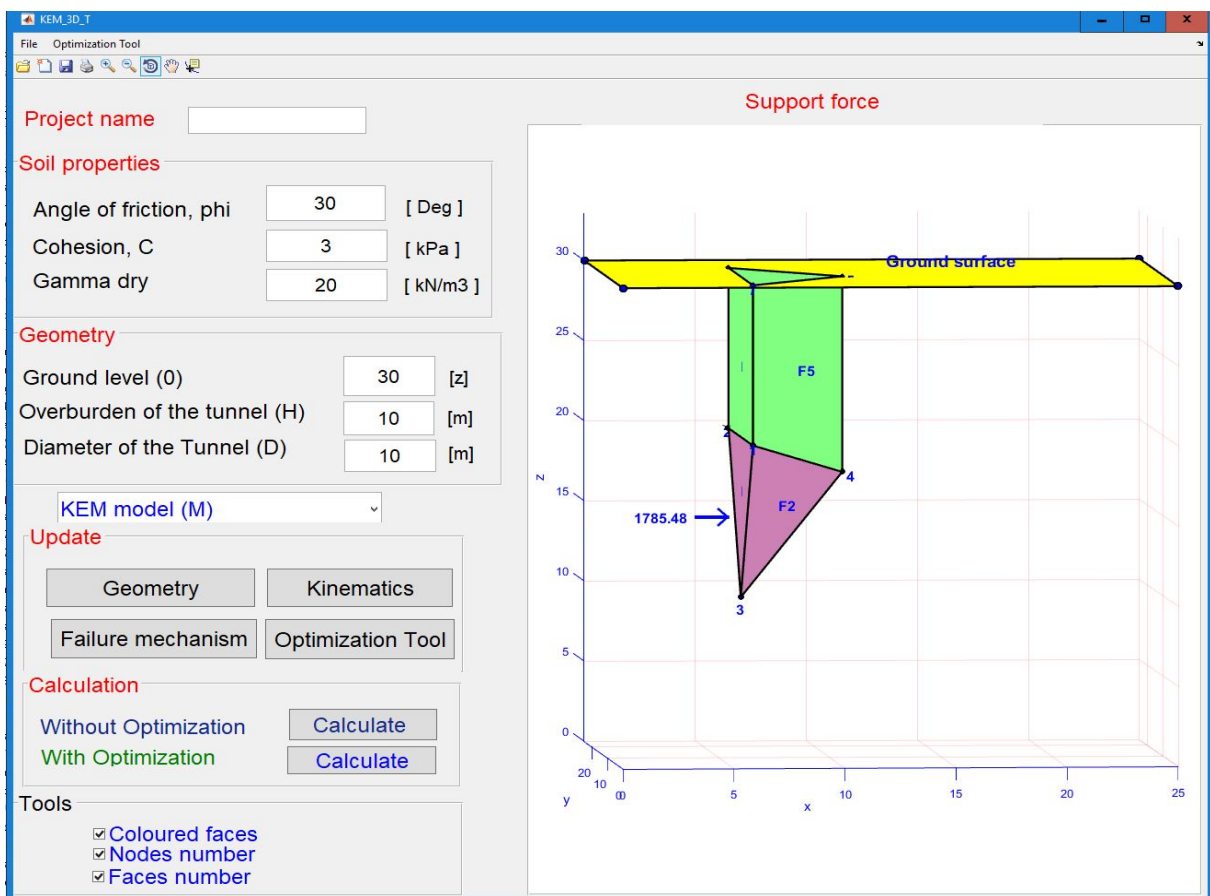 KEM_3D_T
File Optimization Tool
Support force
Project name
Soil properties
Angle of friction, phi 30 [ Deg ]
Cohesion, C 3 [ kPa ]
Gamma dry 20 [ kN/m3 ]
Geometry
Ground level (0) 30 [z]
Overburden of the tunnel (H) 10 [m]
Diameter of the Tunnel (D) 10 [m]
KEM model (M)
Update
Geometry Kinematics
Failure mechanism Optimization Tool
Calculation
Without Optimization Calculate
With Optimization Calculate
Tools
Coloured faces
Nodes number
Faces number
30
Ground surface
25
F5
20
2
1
4
z
15
F2
1785.48
10
3
5
0
20
10
0 0 5 10 15 20 25
y
x